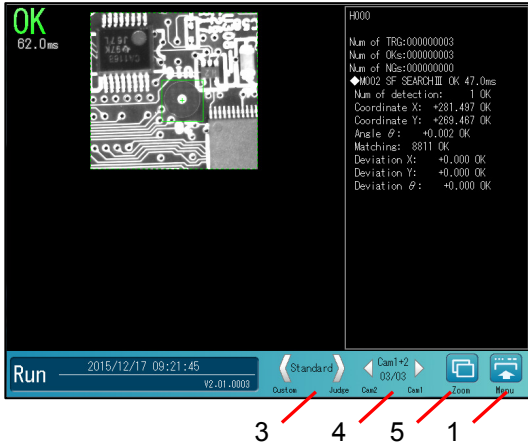 OK
62.0ms
H000
Num of TRG:000000003
Num of OKs:000000003
Num of NGs:000000000
◆M002 SF SEARCHⅢ OK 47.0ms
Num of detection: 1 OK
Coordinate X: +281.497 OK
Coordinate Y: +269.467 OK
Angle θ: +0.002 OK
Matching: 8811 OK
Deviation X: +0.000 OK
Deviation Y: +0.000 OK
Deviation θ: +0.000 OK
Run
2015/12/17 09:21:45
V2.01.0003
Standard
Custom Judge
Cam1+2
03/03
Cam2 Cam1
Zoom
Menu
3 4 5 1